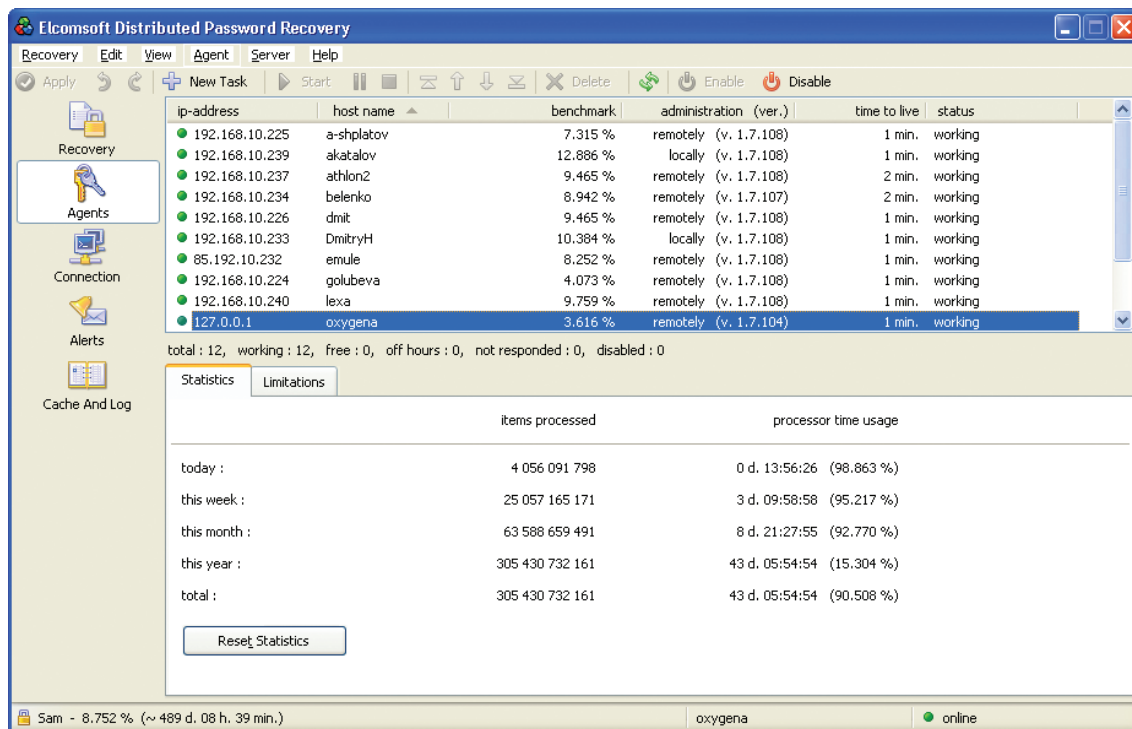 Elcomsoft Distributed Password Recovery
Recovery Edit View Agent Server Help
Apply New Task Start Delete Enable Disable
Recovery
Agents
Connection
Alerts
Cache And Log
ip-address host name benchmark administration (ver.) time to live status
192.168.10.225 a-shplatov 7.315 % remotely (v. 1.7.108) 1 min. working
192.168.10.239 akatalov 12.886 % locally (v. 1.7.108) 1 min. working
192.168.10.237 athlon2 9.465 % remotely (v. 1.7.108) 2 min. working
192.168.10.234 belenko 8.942 % remotely (v. 1.7.107) 2 min. working
192.168.10.226 dmit 9.465 % remotely (v. 1.7.108) 1 min. working
192.168.10.233 DmitryH 10.384 % locally (v. 1.7.108) 1 min. working
85.192.10.232 emule 8.252 % remotely (v. 1.7.108) 1 min. working
192.168.10.224 golubeva 4.073 % remotely (v. 1.7.108) 1 min. working
192.168.10.240 lexa 9.759 % remotely (v. 1.7.108) 1 min. working
127.0.0.1 oxygena 3.616 % remotely (v. 1.7.104) 1 min. working
total : 12, working : 12, free : 0, off hours : 0, not responded : 0, disabled : 0
Statistics Limitations
items processed processor time usage
today : 4 056 091 798 0 d. 13:56:26 (98.863 %)
this week : 25 057 165 171 3 d. 09:58:58 (95.217 %)
this month : 63 588 659 491 8 d. 21:27:55 (92.770 %)
this year : 305 430 732 161 43 d. 05:54:54 (15.304 %)
total : 305 430 732 161 43 d. 05:54:54 (90.508 %)
Reset Statistics
Sam - 8.752 % (~ 489 d. 08 h. 39 min.) oxygena online